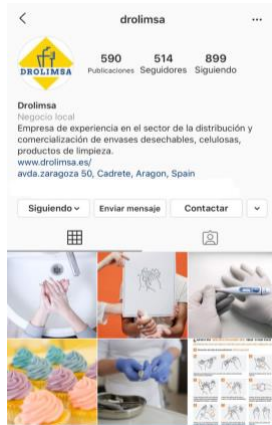 drolimsa
DROLIMSA
590
514
899
Publicaciones
Seguidores
Siguiendo
Drolimsa
Negocio local
Empresa de experiencia en el sector de la distribución y
comercialización de envases desechables, celulosas,
productos de limpieza.
www.drolimsa.es/
avda.zaragoza 50, Cadrete, Aragon, Spain
Siguiendo
Enviar mensaje
Contactar